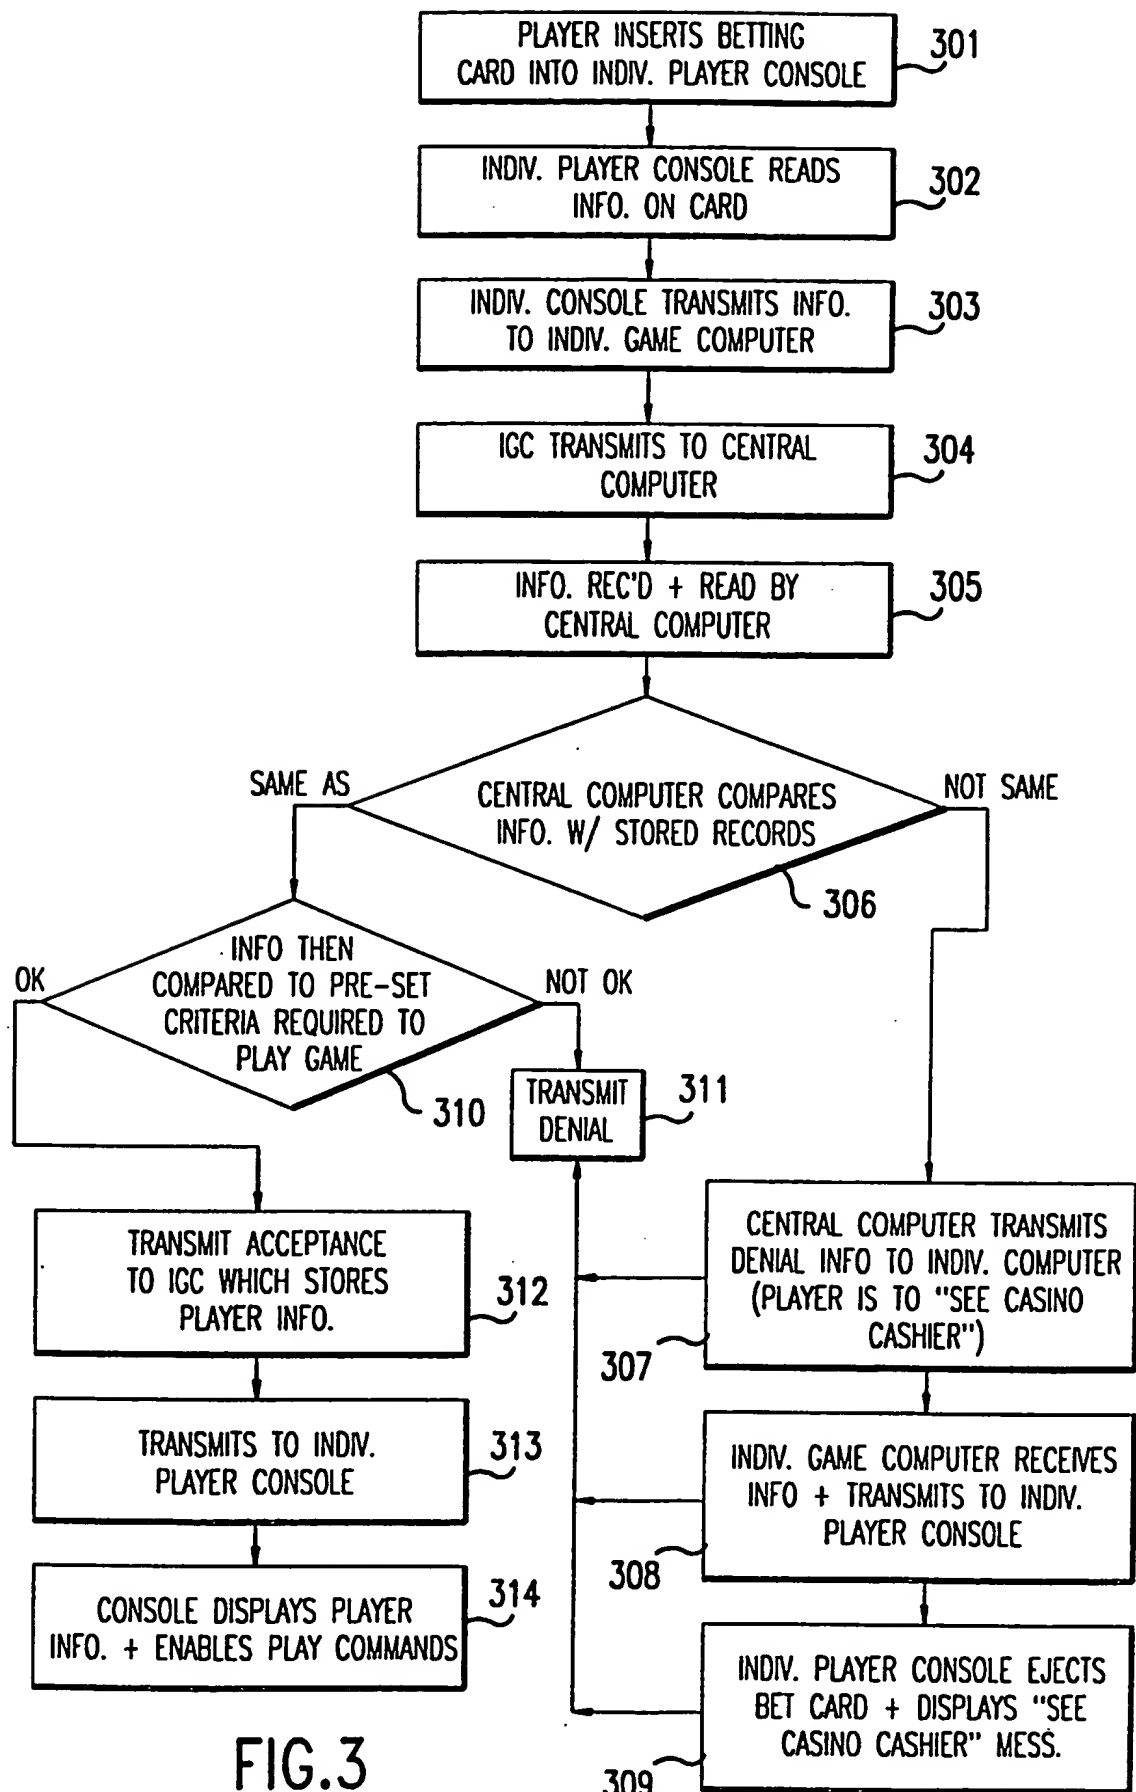 PLAYER INSERTS BETTING
CARD INTO INDIV. PLAYER CONSOLE
301
INDIV. PLAYER CONSOLE READS
INFO. ON CARD
302
INDIV. CONSOLE TRANSMITS INFO.
TO INDIV. GAME COMPUTER
303
IGC TRANSMITS TO CENTRAL
COMPUTER
304
INFO. REC'D + READ BY
CENTRAL COMPUTER
305
SAME AS
CENTRAL COMPUTER COMPARES
INFO. W/ STORED RECORDS
NOT SAME
306
OK
INFO THEN
COMPARED TO PRE-SET
CRITERIA REQUIRED TO
PLAY GAME
NOT OK
310
TRANSMIT
DENIAL
311
TRANSMIT ACCEPTANCE
TO IGC WHICH STORES
PLAYER INFO.
312
CENTRAL COMPUTER TRANSMITS
DENIAL INFO TO INDIV. COMPUTER
(PLAYER IS TO "SEE CASINO
CASHIER")
307
TRANSMITS TO INDIV.
PLAYER CONSOLE
313
INDIV. GAME COMPUTER RECEIVES
INFO + TRANSMITS TO INDIV.
PLAYER CONSOLE
308
CONSOLE DISPLAYS PLAYER
INFO. + ENABLES PLAY COMMANDS
314
INDIV. PLAYER CONSOLE EJECTS
BET CARD + DISPLAYS "SEE
CASINO CASHIER" MESS.
309
FIG.3